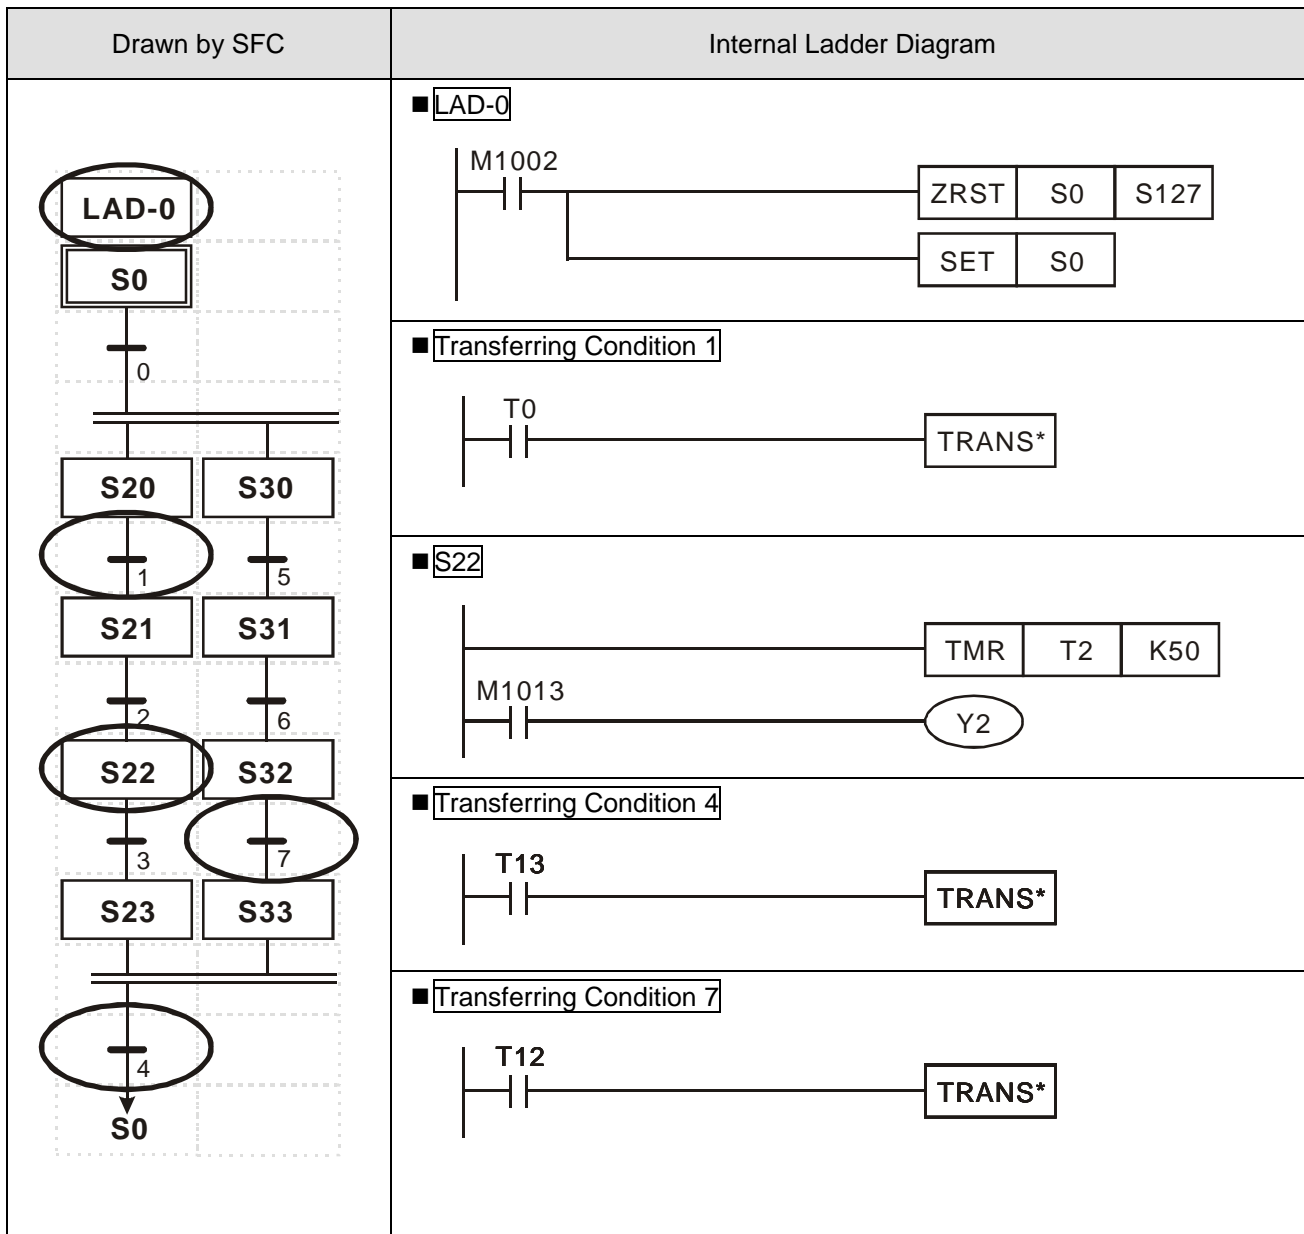 Drawn by SFC
Internal Ladder Diagram
LAD-0
S0
0
S20 S30
1 5
S21 S31
2 6
S22 S32
3 7
S23 S33
4
S0
■ LAD-0
M1002
ZRST S0 S127
SET S0
■ Transferring Condition 1
T0
TRANS*
■ S22
TMR T2 K50
M1013
Y2
■ Transferring Condition 4
T13
TRANS*
■ Transferring Condition 7
T12
TRANS*